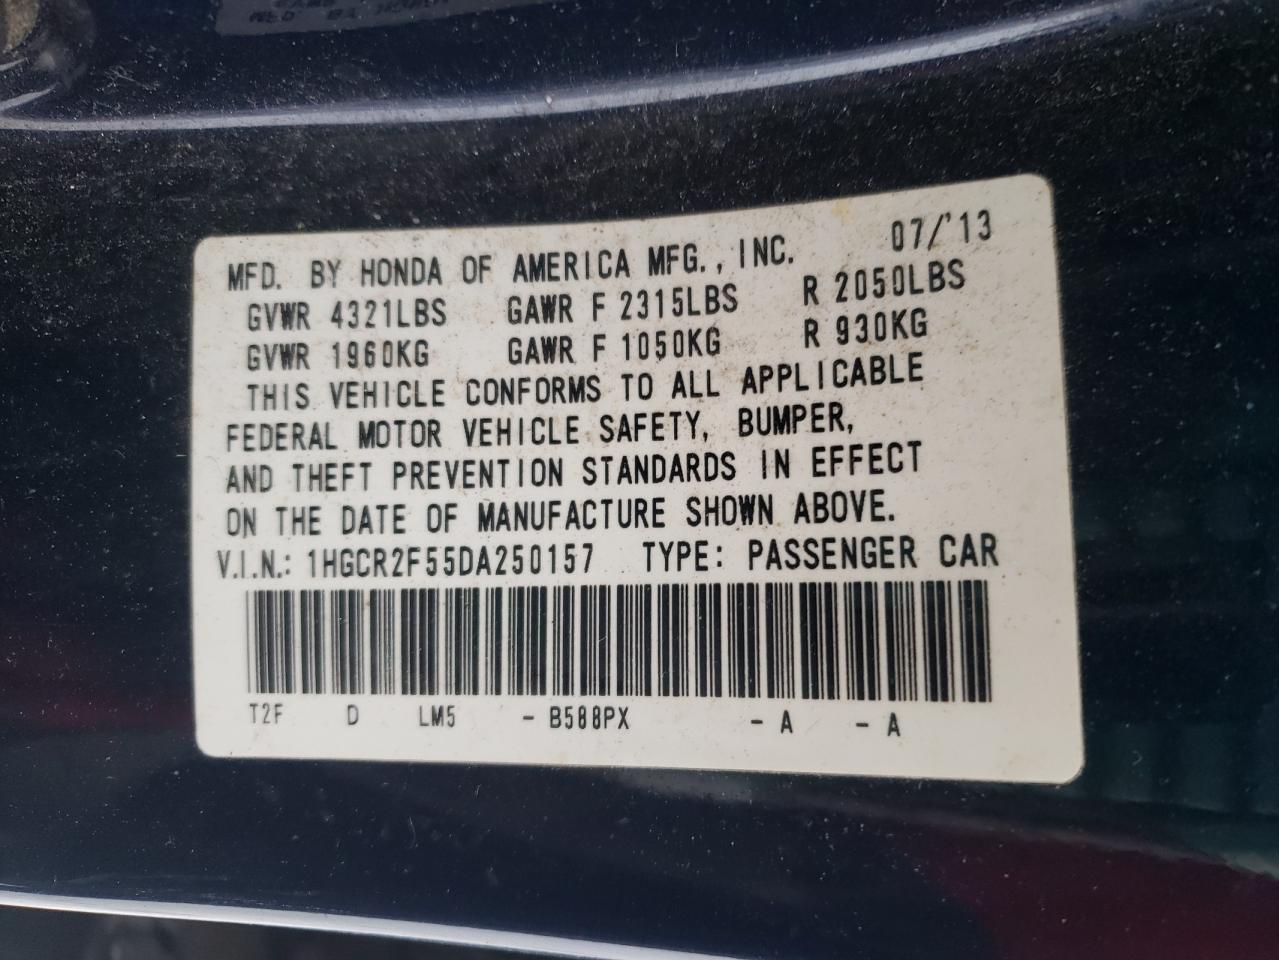 MFD. BY HONDA OF AMERICA MFG., INC. 07/'13
GVWR 4321LBS GAWR F 2315LBS R 2050LBS
GVWR 1960KG GAWR F 1050KG R 930KG
THIS VEHICLE CONFORMS TO ALL APPLICABLE
FEDERAL MOTOR VEHICLE SAFETY, BUMPER,
AND THEFT PREVENTION STANDARDS IN EFFECT
ON THE DATE OF MANUFACTURE SHOWN ABOVE.
V.I.N.: 1HGCR2F55DA250157 TYPE: PASSENGER CAR
T2F D LM5 - B588PX - A - A